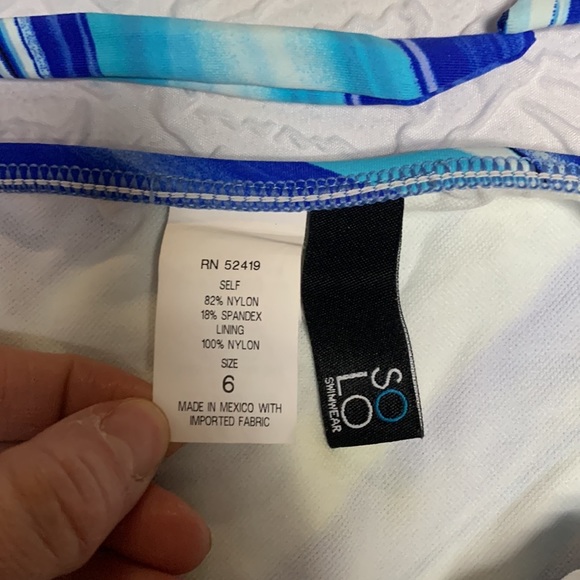 RN 52419
SELF
82% NYLON
18% SPANDEX
LINING
100% NYLON
SIZE
6
MADE IN MEXICO WITH
IMPORTED FABRIC
SO
LO
SWIMWEAR